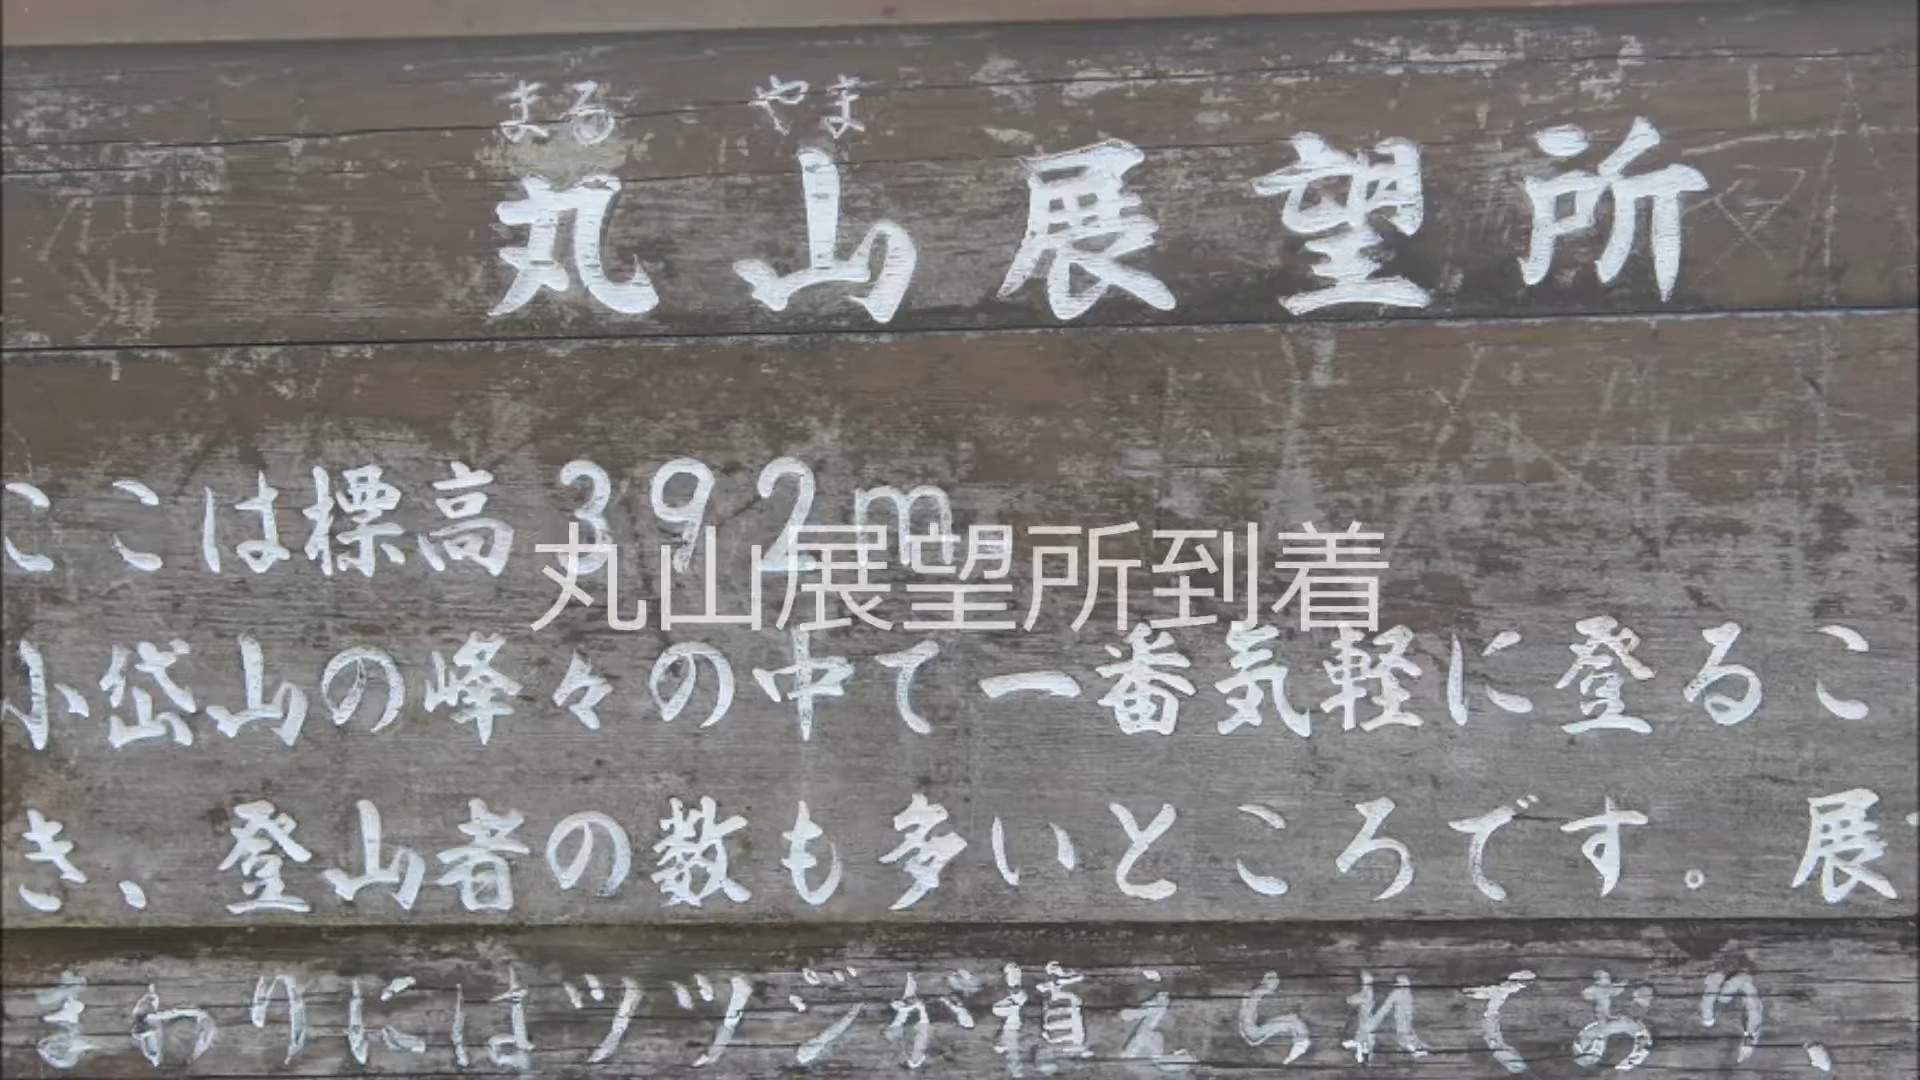 まる やま
丸山展望所
ここは標高392m、
丸山展望所到着
小岱山の峰々の中で一番気軽に登るこ
き、登山者の数も多いところです。展
まわりにはツツジが植えられており、